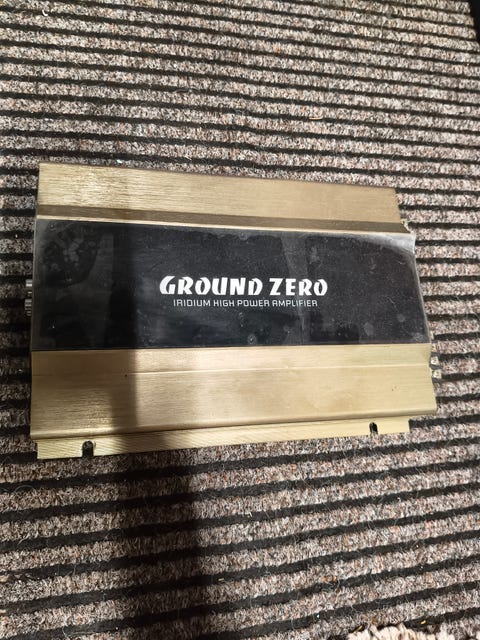 GROUND ZERO
IRIDIUM HIGH POWER AMPLIFIER